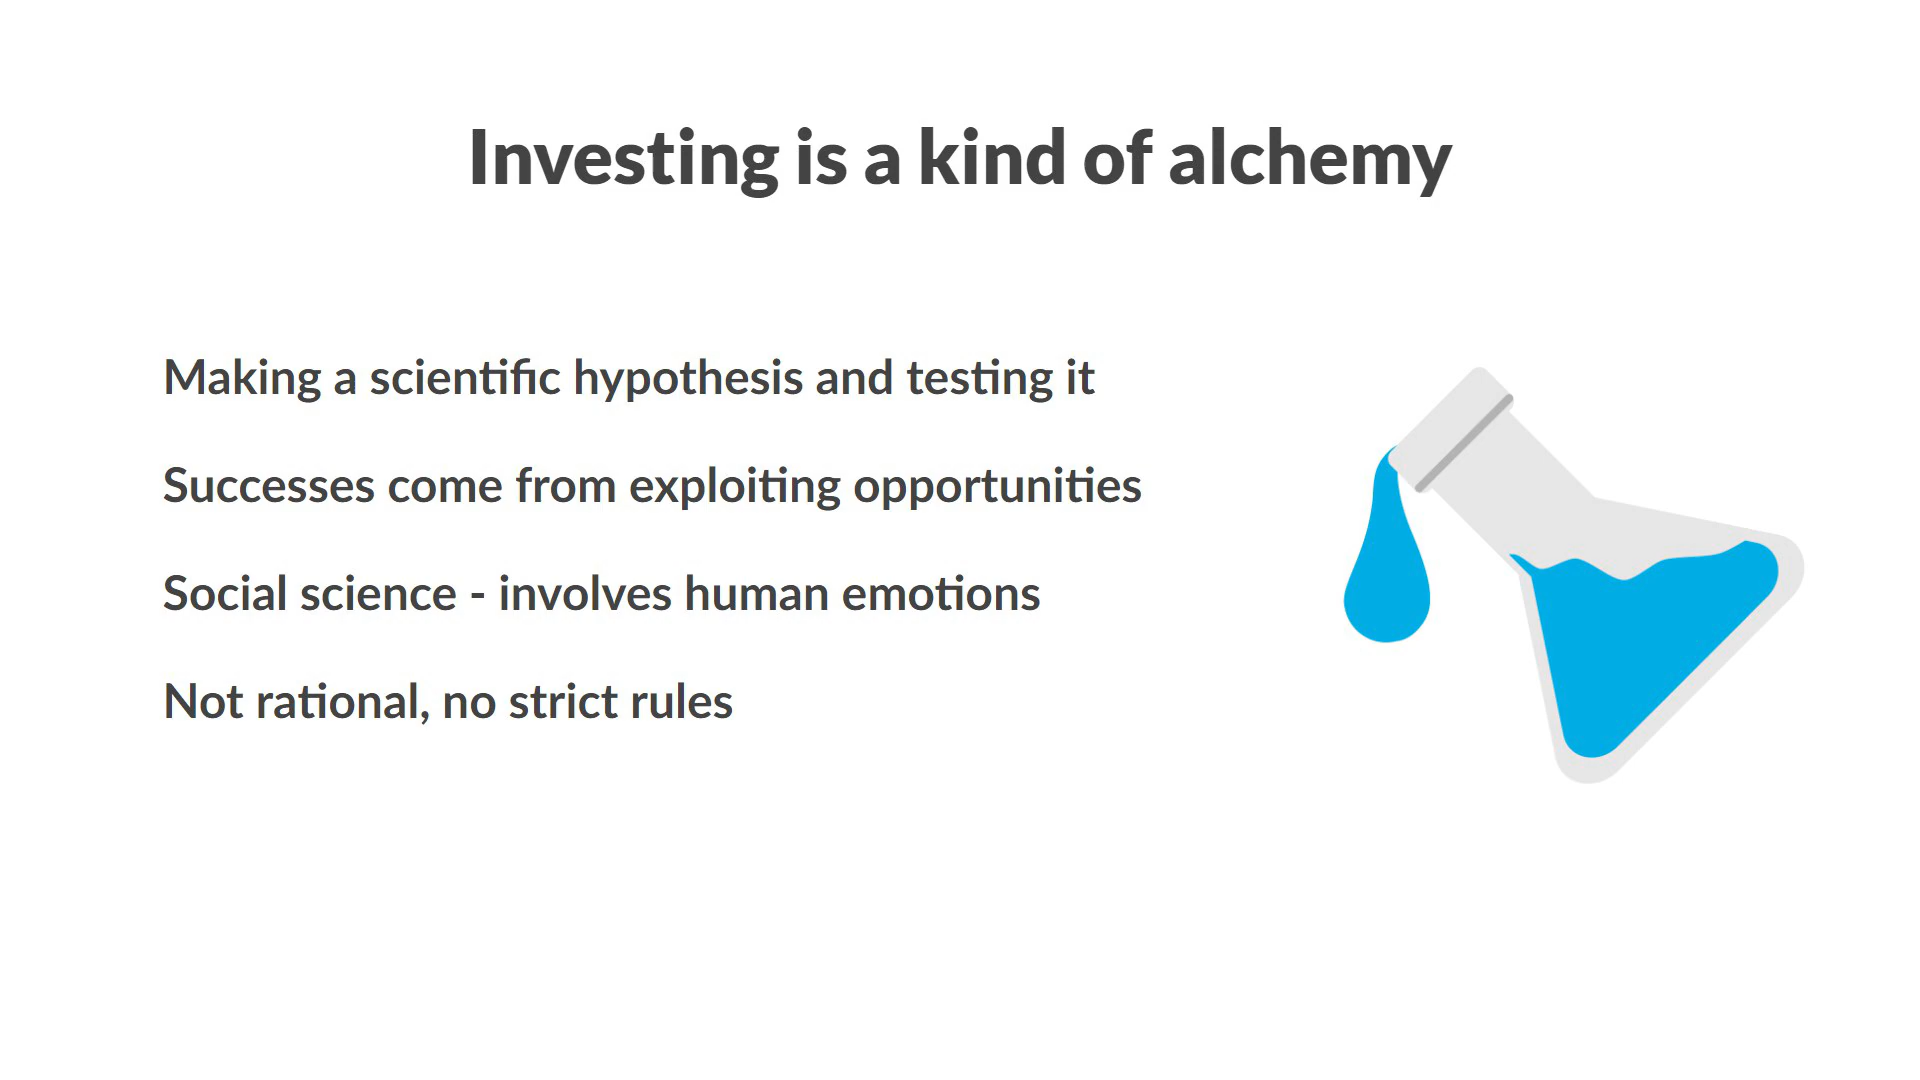 Investing is a kind of alchemy
Making a scientific hypothesis and testing it
Successes come from exploiting opportunities
Social science - involves human emotions
Not rational, no strict rules